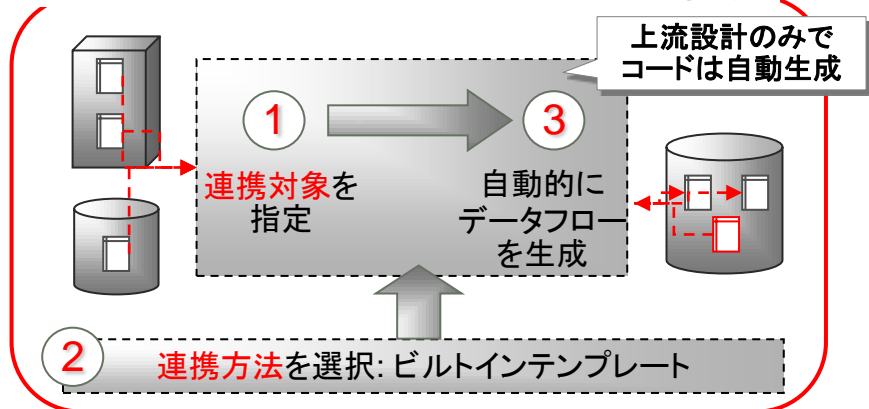 上流設計のみで
コードは自動生成
①
③
連携対象を
指定
自動的に
データフロー
を生成
②
連携方法を選択: ビルトインテンプレート